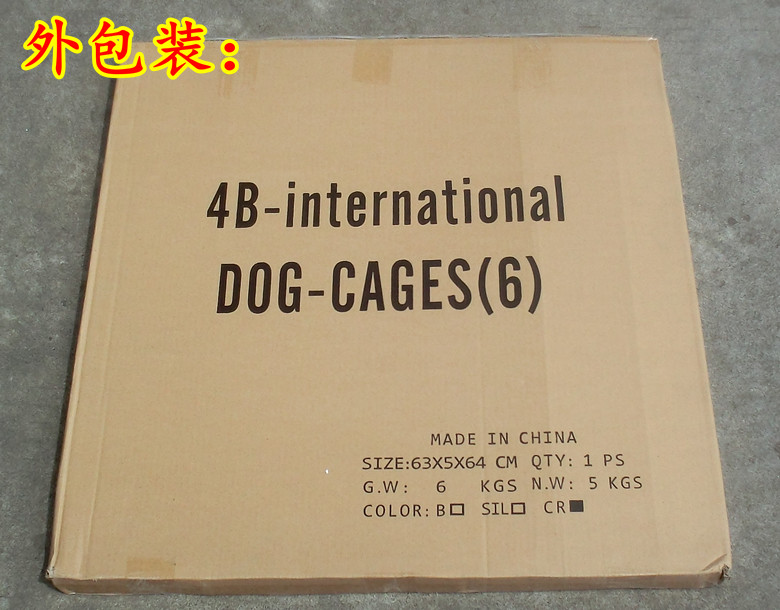 外包装：
4B-international
DOG-CAGES(6)
MADE IN CHINA
SIZE:63X5X64 CM QTY: 1 PS
G.W: 6 KGS N.W: 5 KGS
COLOR: B□ SIL□ CR■